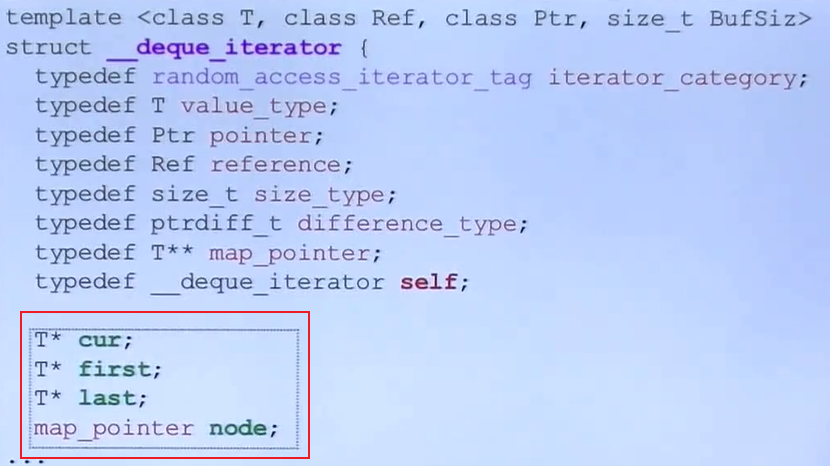 template <class T, class Ref, class Ptr, size_t BufSiz>
struct __deque_iterator {
typedef random_access_iterator_tag iterator_category;
typedef T value_type;
typedef Ptr pointer;
typedef Ref reference;
typedef size_t size_type;
typedef ptrdiff_t difference_type;
typedef T** map_pointer;
typedef __deque_iterator self;
T* cur;
T* first;
T* last;
map_pointer node;
...